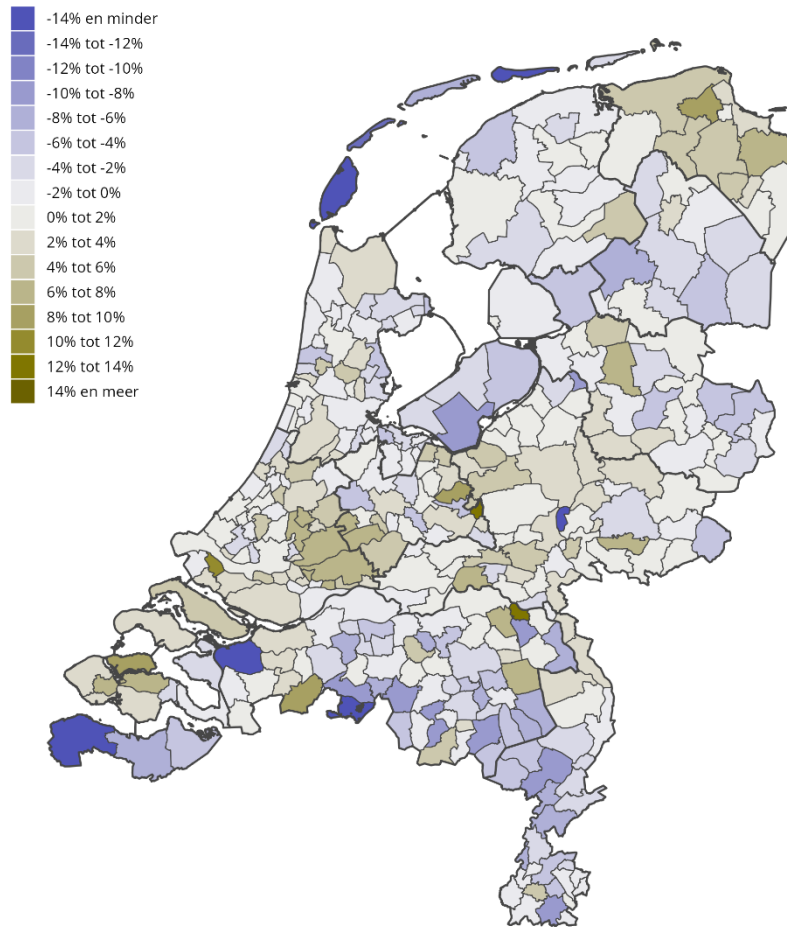 -14% en minder
-14% tot -12%
-12% tot -10%
-10% tot -8%
-8% tot -6%
-6% tot -4%
-4% tot -2%
-2% tot 0%
0% tot 2%
2% tot 4%
4% tot 6%
6% tot 8%
8% tot 10%
10% tot 12%
12% tot 14%
14% en meer